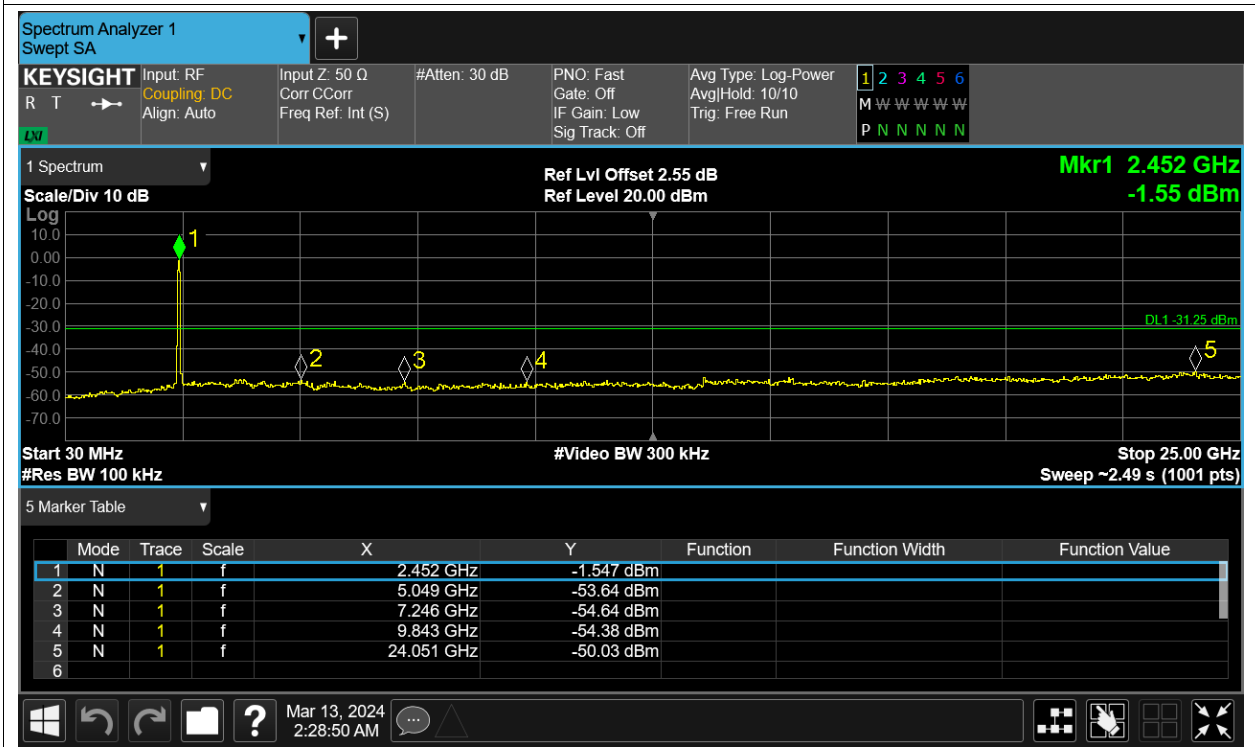 Spectrum Analyzer 1
Swept SA
KEYSIGHT
R T
LXI
Input: RF
Coupling: DC
Align: Auto
Input Z: 50 Ω
Corr CCorr
Freq Ref: Int (S)
#Atten: 30 dB
PNO: Fast
Gate: Off
IF Gain: Low
Sig Track: Off
Avg Type: Log-Power
Avg|Hold: 10/10
Trig: Free Run
1 2 3 4 5 6
M W W W W W
P N N N N N
1 Spectrum
Scale/Div 10 dB
Ref Lvl Offset 2.55 dB
Ref Level 20.00 dBm
Mkr1 2.452 GHz
-1.55 dBm
Log
10.0
0.00
-10.0
-20.0
-30.0
-40.0
-50.0
-60.0
-70.0
1
2
3
4
5
DL1 -31.25 dBm
Start 30 MHz
#Video BW 300 kHz
Stop 25.00 GHz
#Res BW 100 kHz
Sweep ~2.49 s (1001 pts)
5 Marker Table
Mode Trace Scale X Y Function Function Width Function Value
1 N 1 f 2.452 GHz -1.547 dBm
2 N 1 f 5.049 GHz -53.64 dBm
3 N 1 f 7.246 GHz -54.64 dBm
4 N 1 f 9.843 GHz -54.38 dBm
5 N 1 f 24.051 GHz -50.03 dBm
6
?
Mar 13, 2024
2:28:50 AM